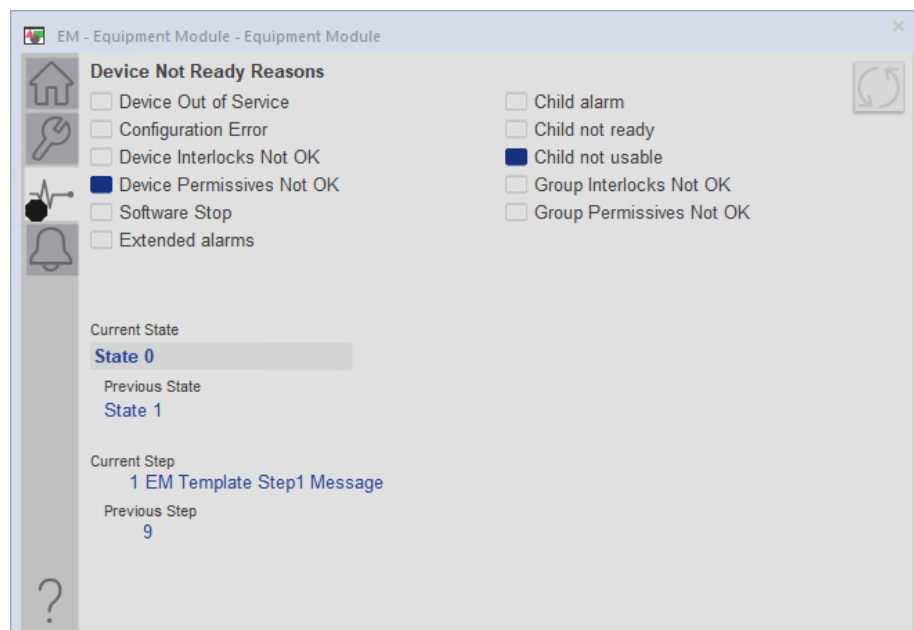 EM - Equipment Module - Equipment Module
Device Not Ready Reasons
Device Out of Service
Configuration Error
Device Interlocks Not OK
Device Permissives Not OK
Software Stop
Extended alarms
Child alarm
Child not ready
Child not usable
Group Interlocks Not OK
Group Permissives Not OK
Current State
State 0
Previous State
State 1
Current Step
1 EM Template Step1 Message
Previous Step
9
?